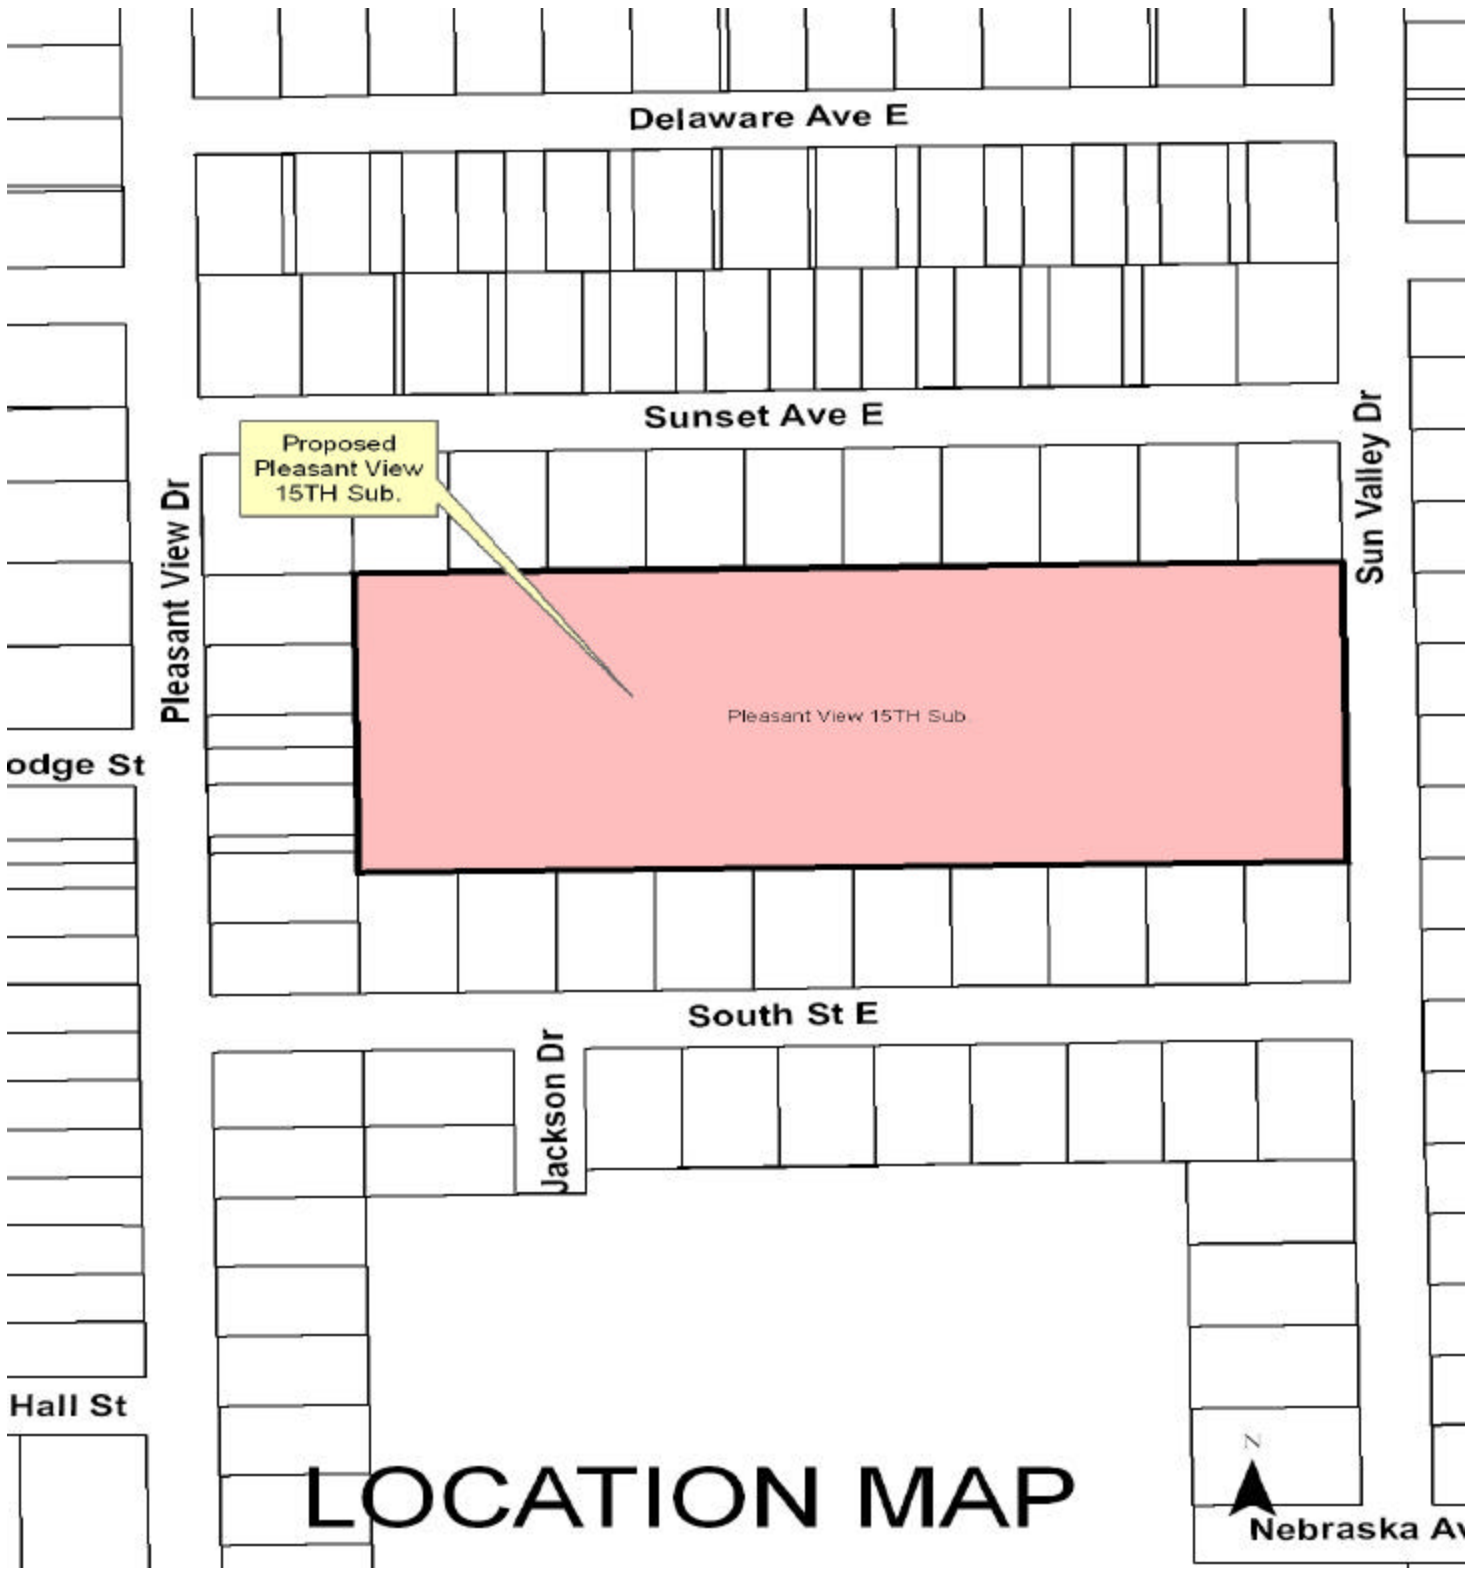 Delaware Ave E
Sunset Ave E
Sun Valley Dr
Proposed
Pleasant View
15TH Sub.
Pleasant View Dr
Pleasant View 15TH Sub.
odge St
South St E
Jackson Dr
Hall St
N
LOCATION MAP
Nebraska Av